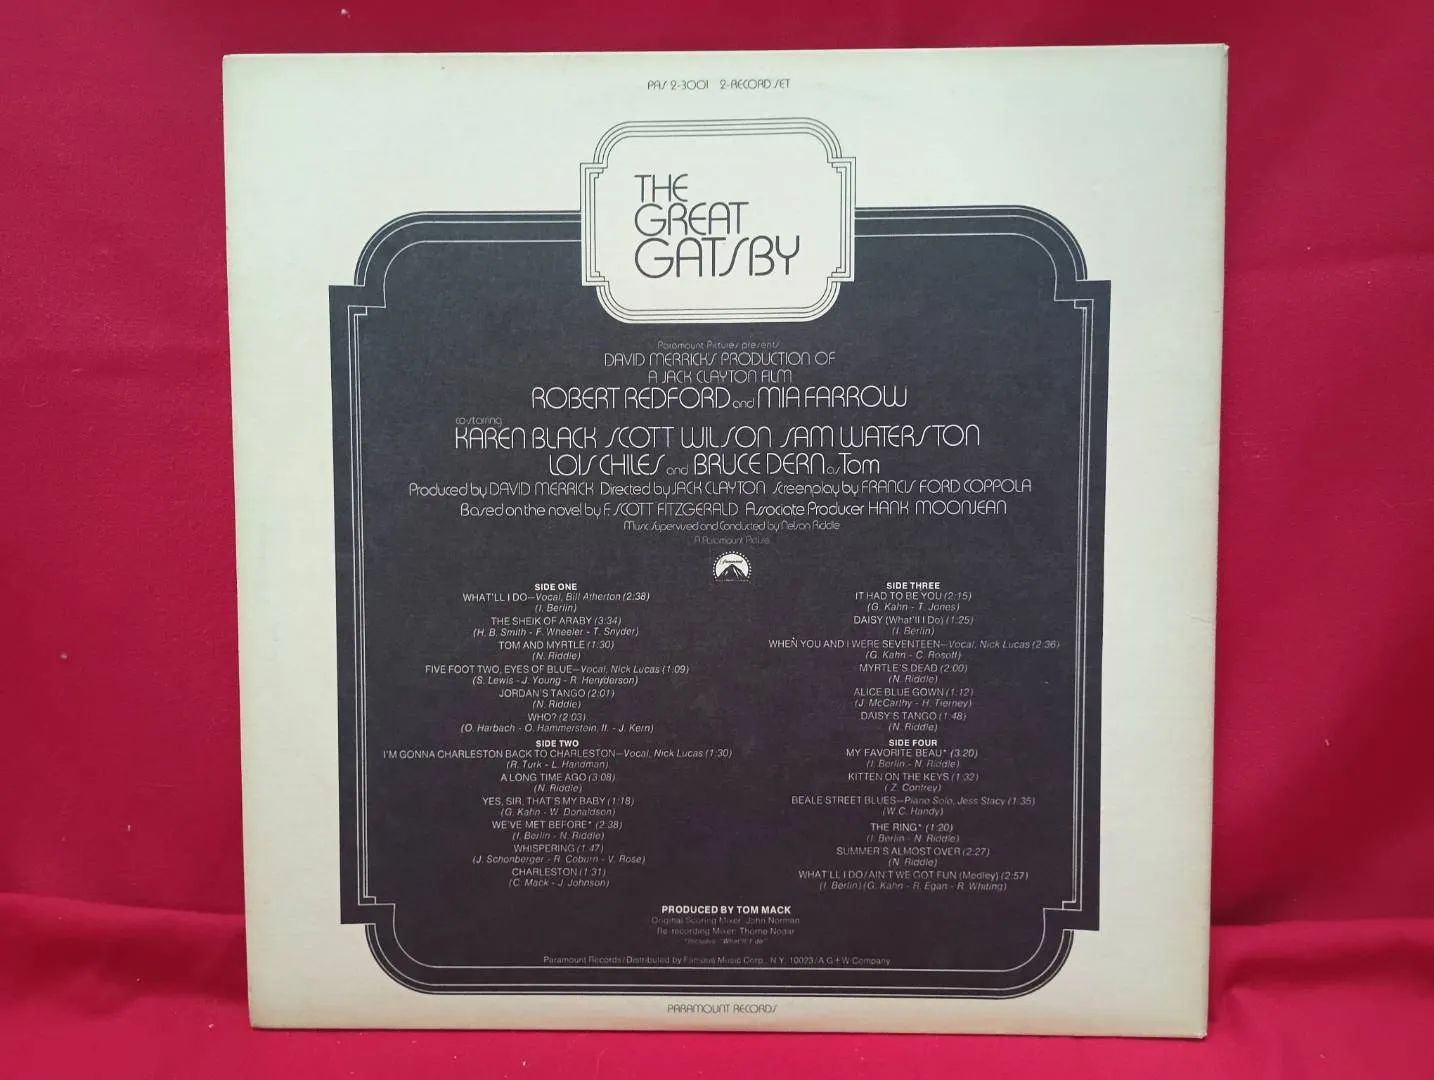 PAS 2-3001 2-RECORD SET
THE
GREAT
GATSBY
Paramount Pictures presents
DAVID MERRICK'S PRODUCTION OF
A JACK CLAYTON FILM
ROBERT REDFORD and MIA FARROW
co-starring
KAREN BLACK SCOTT WILSON SAM WATERSTON
LOIS CHILES and BRUCE DERN as Tom
Produced by DAVID MERRICK Directed by JACK CLAYTON Screenplay by FRANCIS FORD COPPOLA
Based on the novel by F. SCOTT FITZGERALD Associate Producer HANK MOONJEAN
Music Supervised and Conducted by Nelson Riddle
A Paramount Picture
Paramount
SIDE ONE
WHAT'LL I DO—Vocal, Bill Atherton (2:38)
(I. Berlin)
THE SHEIK OF ARABY (3:34)
(H. B. Smith - F. Wheeler - T. Snyder)
TOM AND MYRTLE (1:30)
(N. Riddle)
FIVE FOOT TWO, EYES OF BLUE—Vocal, Nick Lucas (1:09)
(S. Lewis - J. Young - R. Henderson)
JORDAN'S TANGO (2:01)
(N. Riddle)
WHO? (2:03)
(O. Harbach - O. Hammerstein, II. - J. Kern)
SIDE TWO
I'M GONNA CHARLESTON BACK TO CHARLESTON—Vocal, Nick Lucas (1:30)
(R. Turk - L. Handman)
A LONG TIME AGO (3:08)
(N. Riddle)
YES, SIR, THAT'S MY BABY (1:18)
(G. Kahn - W. Donaldson)
WE'VE MET BEFORE* (2:38)
(I. Berlin - N. Riddle)
WHISPERING (1:47)
(J. Schonberger - R. Coburn - V. Rose)
CHARLESTON (1:31)
(C. Mack - J. Johnson)
SIDE THREE
IT HAD TO BE YOU (2:15)
(G. Kahn - T. Jones)
DAISY (What'll I Do) (1:25)
(I. Berlin)
WHEN YOU AND I WERE SEVENTEEN—Vocal, Nick Lucas (2:36)
(G. Kahn - C. Rosoff)
MYRTLE'S DEAD (2:00)
(N. Riddle)
ALICE BLUE GOWN (1:12)
(J. McCarthy - H. Tierney)
DAISY'S TANGO (1:48)
(N. Riddle)
SIDE FOUR
MY FAVORITE BEAU* (3:20)
(I. Berlin - N. Riddle)
KITTEN ON THE KEYS (1:32)
(Z. Confrey)
BEALE STREET BLUES—Piano Solo, Jess Stacy (1:35)
(W.C. Handy)
THE RING* (1:20)
(I. Berlin - N. Riddle)
SUMMER'S ALMOST OVER (2:27)
(N. Riddle)
WHAT'LL I DO/AIN'T WE GOT FUN (Medley) (2:57)
(I. Berlin) (G. Kahn - R. Egan - R. Whiting)
PRODUCED BY TOM MACK
Original Scoring Mixer: John Norman
Re-recording Mixer: Thorne Nogar
*Includes "What'll I do"
Paramount Records/Distributed by Famous Music Corp., N.Y. 10023/A G+W Company
PARAMOUNT RECORDS